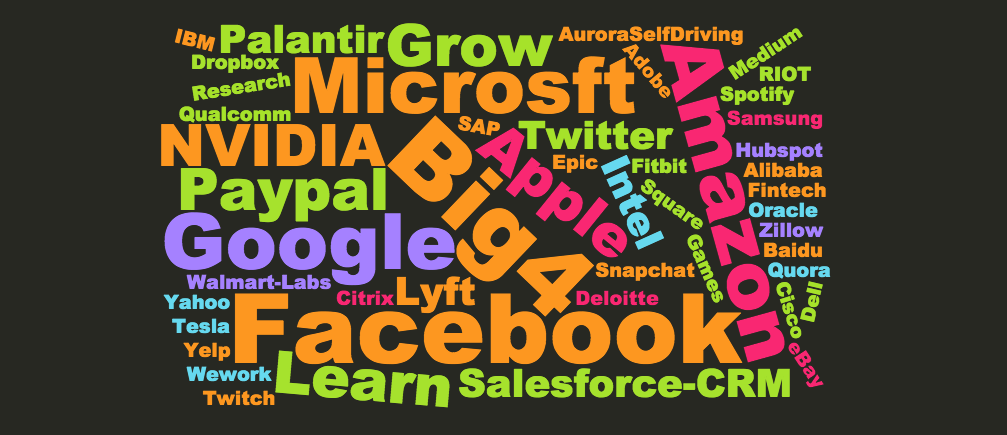 IBM
Palantir
Grow
AuroraSelfDriving
Medium
Dropbox
Adobe
RIOT
Research
Microsft
Amazon
Spotify
Qualcomm
SAP
Samsung
NVIDIA
Big4
Apple
Twitter
Hubspot
Epic
Fitbit
Alibaba
Paypal
Intel
Square
Fintech
Oracle
Google
Games
Zillow
Baidu
Snapchat
Quora
Walmart-Labs
Citrix
Lyft
Deloitte
Cisco
Dell
Yahoo
Facebook
Tesla
Yelp
eBay
Wework
Learn
Salesforce-CRM
Twitch